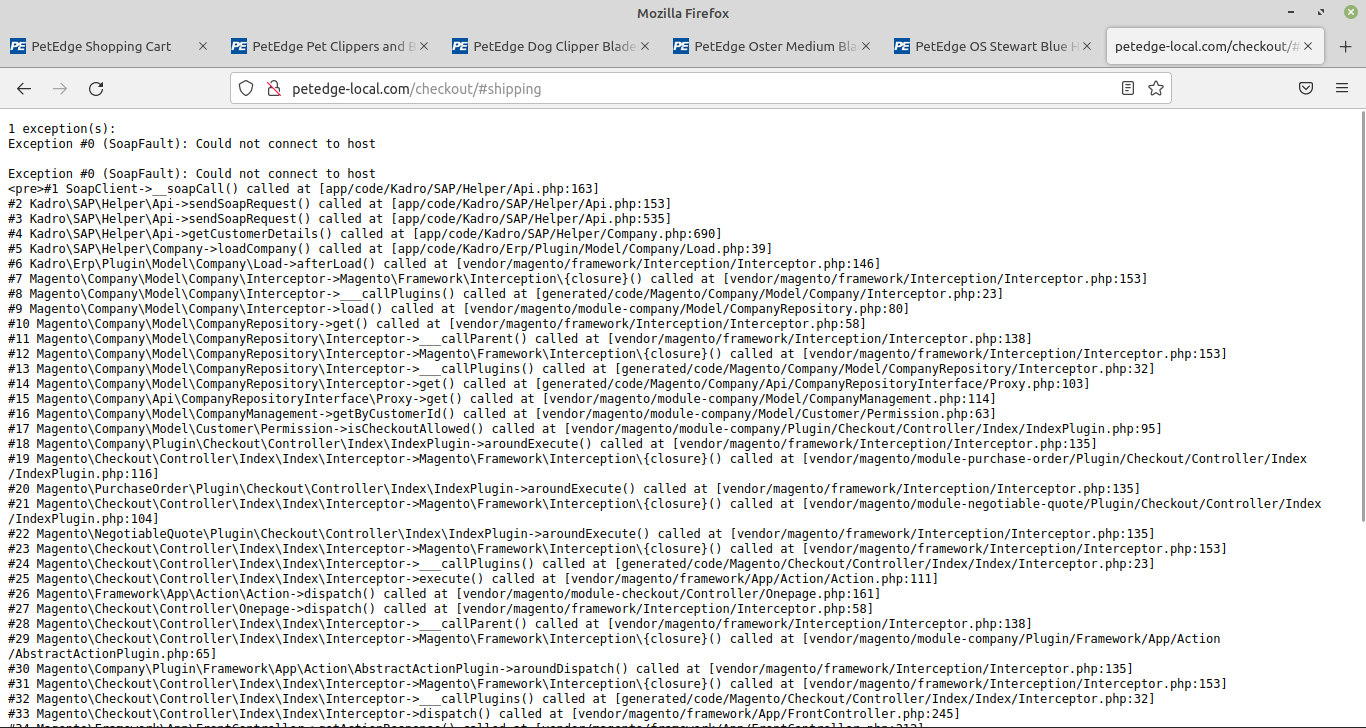 Mozilla Firefox
PE PetEdge Shopping Cart
PE PetEdge Pet Clippers and B
PE PetEdge Dog Clipper Blade
PE PetEdge Oster Medium Bla
PE PetEdge OS Stewart Blue H
petedge-local.com/checkout/#
petedge-local.com/checkout/#shipping
1 exception(s):
Exception #0 (SoapFault): Could not connect to host
Exception #0 (SoapFault): Could not connect to host
<pre>#1 SoapClient->__soapCall() called at [app/code/Kadro/SAP/Helper/Api.php:163]
#2 Kadro\SAP\Helper\Api->sendSoapRequest() called at [app/code/Kadro/SAP/Helper/Api.php:153]
#3 Kadro\SAP\Helper\Api->sendSoapRequest() called at [app/code/Kadro/SAP/Helper/Api.php:535]
#4 Kadro\SAP\Helper\Api->getCustomerDetails() called at [app/code/Kadro/SAP/Helper/Company.php:690]
#5 Kadro\SAP\Helper\Company->loadCompany() called at [app/code/Kadro/Erp/Plugin/Model/Company/Load.php:39]
#6 Kadro\Erp\Plugin\Model\Company\Load->afterLoad() called at [vendor/magento/framework/Interception/Interceptor.php:146]
#7 Magento\Company\Model\Company\Interceptor->Magento\Framework\Interception\{closure}() called at [vendor/magento/framework/Interception/Interceptor.php:153]
#8 Magento\Company\Model\Company\Interceptor->___callPlugins() called at [generated/code/Magento/Company/Model/Company/Interceptor.php:23]
#9 Magento\Company\Model\Company\Interceptor->load() called at [vendor/magento/module-company/Model/CompanyRepository.php:80]
#10 Magento\Company\Model\CompanyRepository->get() called at [vendor/magento/framework/Interception/Interceptor.php:58]
#11 Magento\Company\Model\CompanyRepository\Interceptor->___callParent() called at [vendor/magento/framework/Interception/Interceptor.php:138]
#12 Magento\Company\Model\CompanyRepository\Interceptor->Magento\Framework\Interception\{closure}() called at [vendor/magento/framework/Interception/Interceptor.php:153]
#13 Magento\Company\Model\CompanyRepository\Interceptor->___callPlugins() called at [generated/code/Magento/Company/Model/CompanyRepository/Interceptor.php:32]
#14 Magento\Company\Model\CompanyRepository\Interceptor->get() called at [generated/code/Magento/Company/Api/CompanyRepositoryInterface/Proxy.php:103]
#15 Magento\Company\Api\CompanyRepositoryInterface\Proxy->get() called at [vendor/magento/module-company/Model/CompanyManagement.php:114]
#16 Magento\Company\Model\CompanyManagement->getByCustomerId() called at [vendor/magento/module-company/Model/Customer/Permission.php:63]
#17 Magento\Company\Model\Customer\Permission->isCheckoutAllowed() called at [vendor/magento/module-company/Plugin/Checkout/Controller/Index/IndexPlugin.php:95]
#18 Magento\Company\Plugin\Checkout\Controller\Index\IndexPlugin->aroundExecute() called at [vendor/magento/framework/Interception/Interceptor.php:135]
#19 Magento\Checkout\Controller\Index\Index\Interceptor->Magento\Framework\Interception\{closure}() called at [vendor/magento/module-purchase-order/Plugin/Checkout/Controller/Index
/IndexPlugin.php:116]
#20 Magento\PurchaseOrder\Plugin\Checkout\Controller\Index\IndexPlugin->aroundExecute() called at [vendor/magento/framework/Interception/Interceptor.php:135]
#21 Magento\Checkout\Controller\Index\Index\Interceptor->Magento\Framework\Interception\{closure}() called at [vendor/magento/module-negotiable-quote/Plugin/Checkout/Controller/Index
/IndexPlugin.php:104]
#22 Magento\NegotiableQuote\Plugin\Checkout\Controller\Index\IndexPlugin->aroundExecute() called at [vendor/magento/framework/Interception/Interceptor.php:135]
#23 Magento\Checkout\Controller\Index\Index\Interceptor->Magento\Framework\Interception\{closure}() called at [vendor/magento/framework/Interception/Interceptor.php:153]
#24 Magento\Checkout\Controller\Index\Index\Interceptor->___callPlugins() called at [generated/code/Magento/Checkout/Controller/Index/Index/Interceptor.php:23]
#25 Magento\Checkout\Controller\Index\Index\Interceptor->execute() called at [vendor/magento/framework/App/Action/Action.php:111]
#26 Magento\Framework\App\Action\Action->dispatch() called at [vendor/magento/module-checkout/Controller/Onepage.php:161]
#27 Magento\Checkout\Controller\Onepage->dispatch() called at [vendor/magento/framework/Interception/Interceptor.php:58]
#28 Magento\Checkout\Controller\Index\Index\Interceptor->___callParent() called at [vendor/magento/framework/Interception/Interceptor.php:138]
#29 Magento\Checkout\Controller\Index\Index\Interceptor->Magento\Framework\Interception\{closure}() called at [vendor/magento/module-company/Plugin/Framework/App/Action
/AbstractActionPlugin.php:65]
#30 Magento\Company\Plugin\Framework\App\Action\AbstractActionPlugin->aroundDispatch() called at [vendor/magento/framework/Interception/Interceptor.php:135]
#31 Magento\Checkout\Controller\Index\Index\Interceptor->Magento\Framework\Interception\{closure}() called at [vendor/magento/framework/Interception/Interceptor.php:153]
#32 Magento\Checkout\Controller\Index\Index\Interceptor->___callPlugins() called at [generated/code/Magento/Checkout/Controller/Index/Index/Interceptor.php:32]
#33 Magento\Checkout\Controller\Index\Index\Interceptor->dispatch() called at [vendor/magento/framework/App/FrontController.php:245]